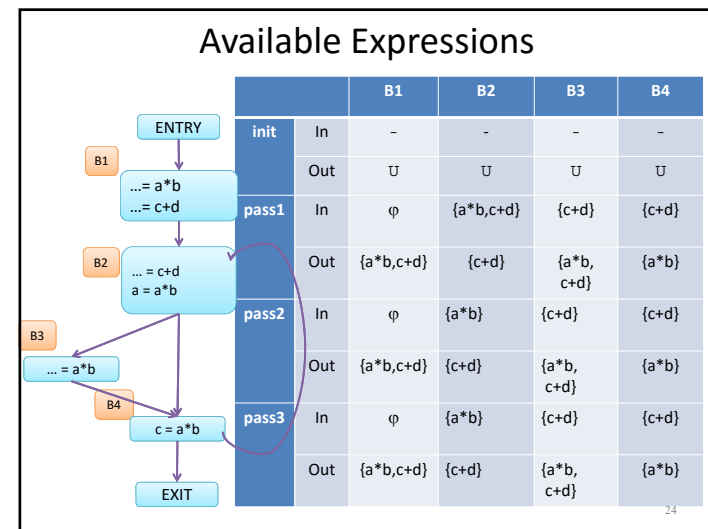 Available Expressions
ENTRY
B1
...= a*b
...= c+d
B2
... = c+d
a = a*b
B3
... = a*b
B4
c = a*b
EXIT
B1 B2 B3 B4
init In - - - -
Out U U U U
pass1 In φ {a*b,c+d} {c+d} {c+d}
Out {a*b,c+d} {c+d} {a*b, {a*b}
c+d}
pass2 In φ {a*b} {c+d} {c+d}
Out {a*b,c+d} {c+d} {a*b, {a*b}
c+d}
pass3 In φ {a*b} {c+d} {c+d}
Out {a*b,c+d} {c+d} {a*b, {a*b}
c+d}
24